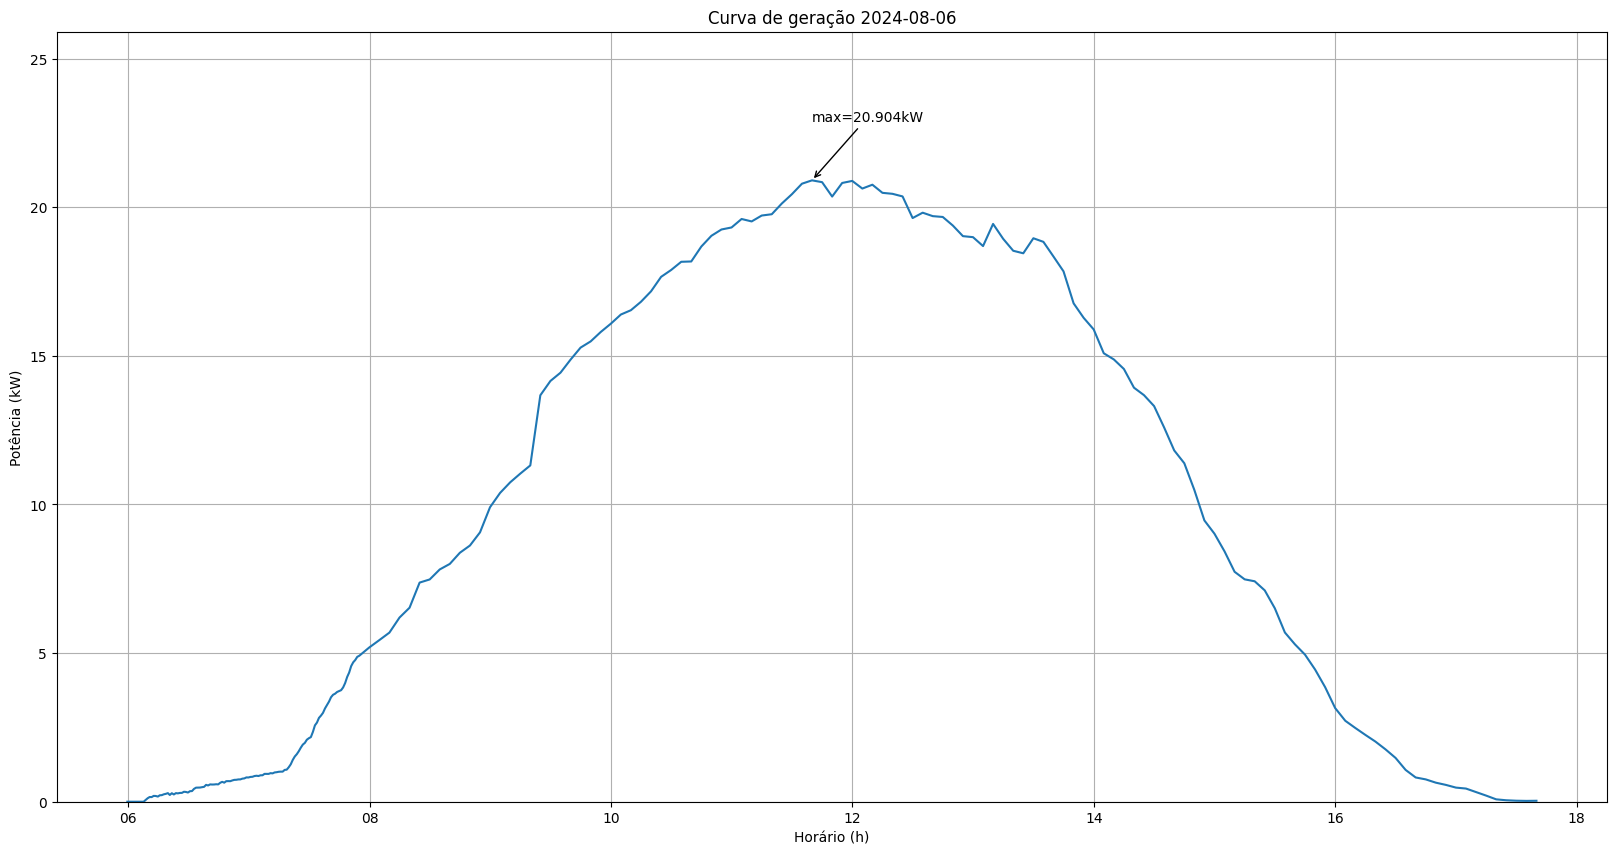 Curva de geração 2024-08-06
25
max=20.904kW
20
15
Potência (kW)
10
5
0
06 08 10 12 14 16 18
Horário (h)